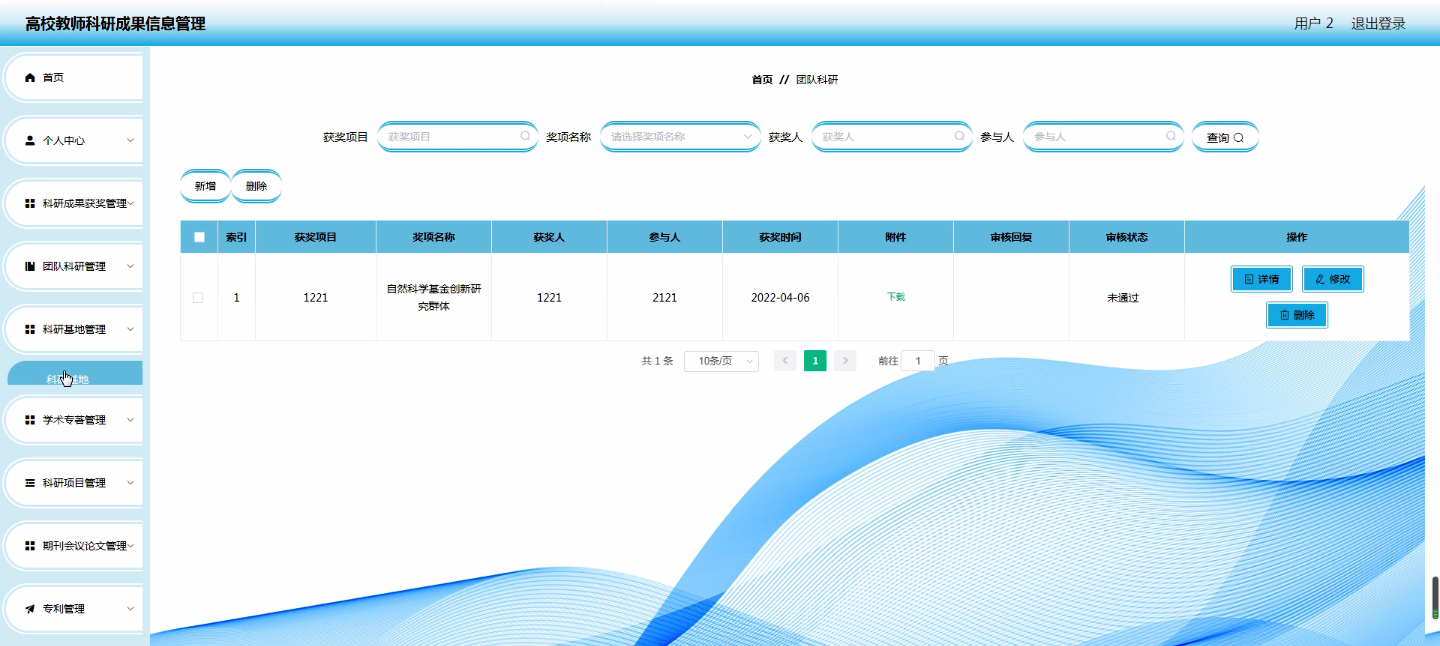 高校教师科研成果信息管理
用户 2 退出登录
首页
个人中心
科研成果获奖管理
团队科研管理
科研基地管理
学术专著管理
科研项目管理
期刊会议论文管理
专利管理
首页 // 团队科研
获奖项目 获奖项目 奖项名称 请选择奖项名称 获奖人 获奖人 参与人 参与人 查询
新增 删除
索引 获奖项目 奖项名称 获奖人 参与人 获奖时间 附件 审核回复 审核状态 操作
1 1221 自然科学基金创新研 1221 2121 2022-04-06 下载 未通过 详情 修改
究群体
删除
共 1 条 10条/页 1 前往 1 页